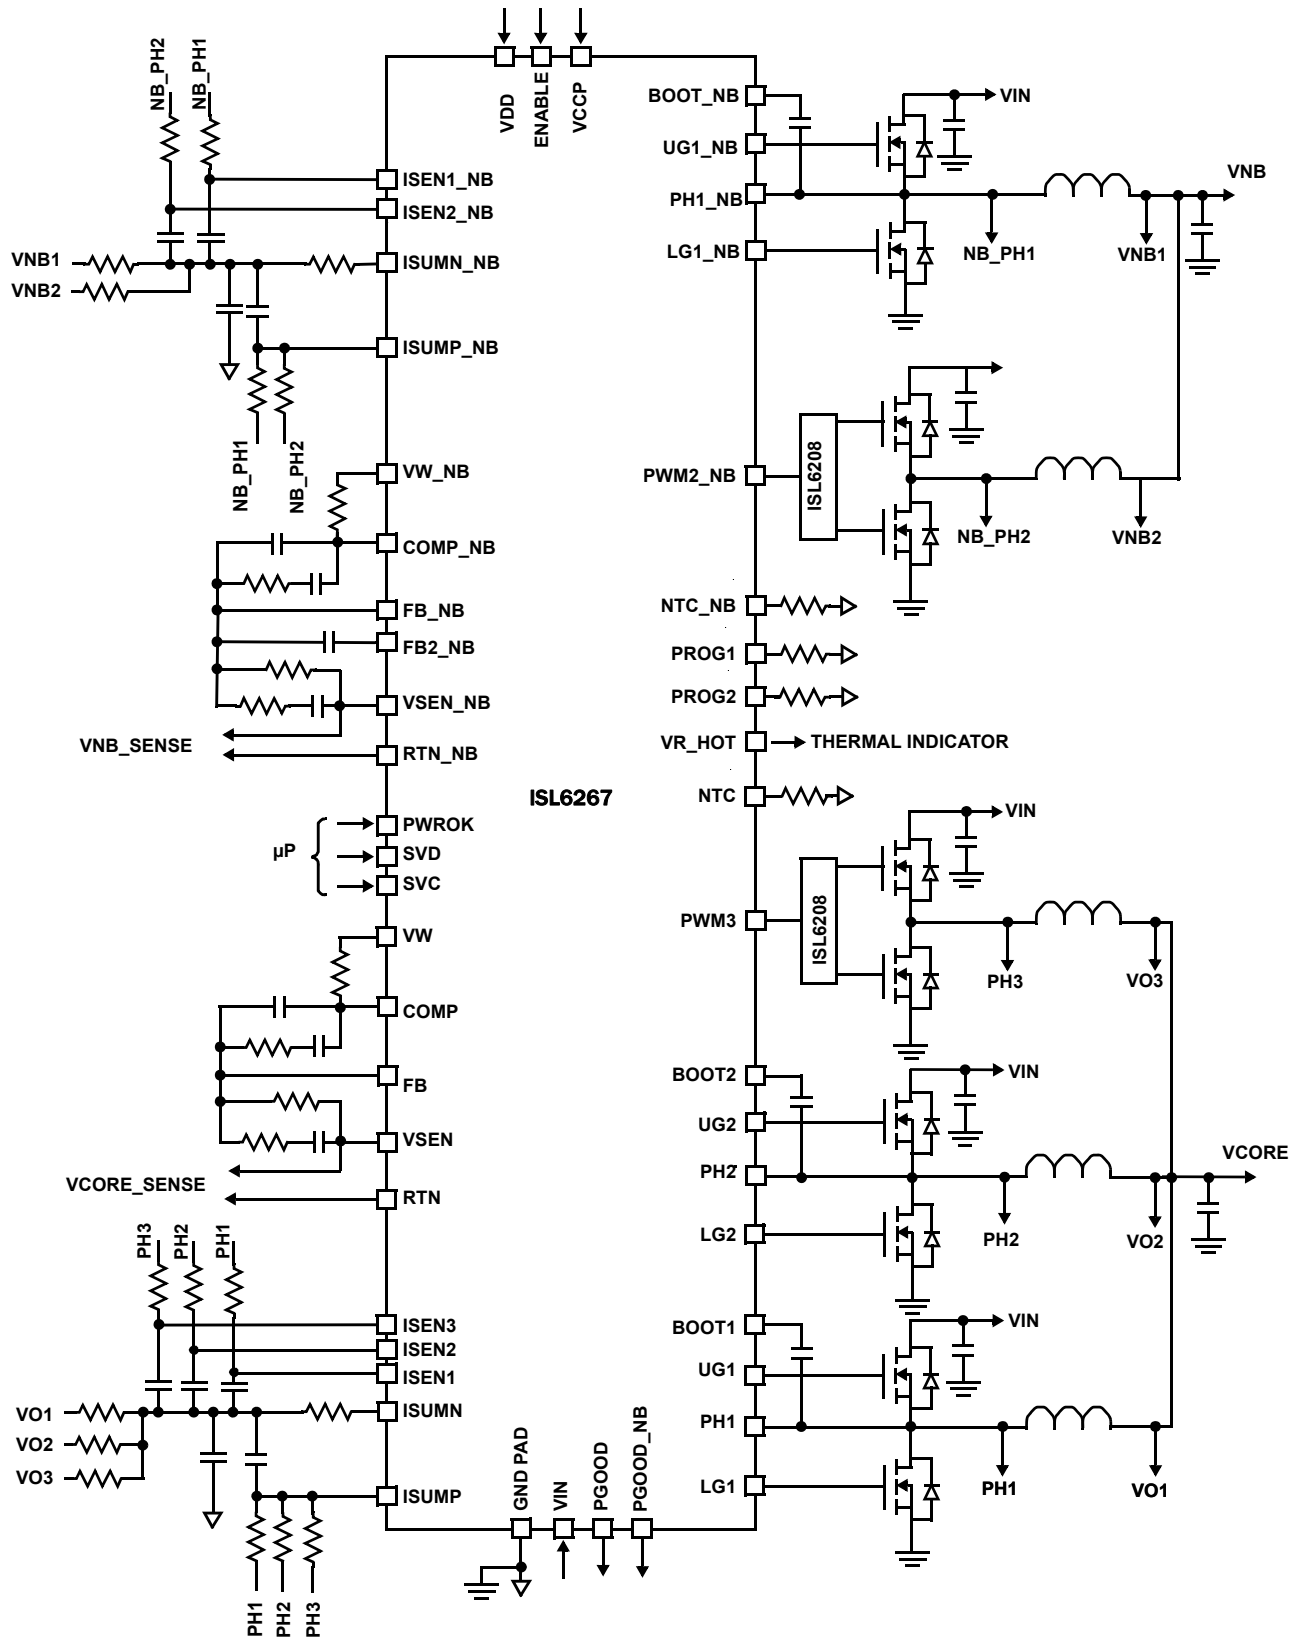 NB_PH2
NB_PH1
VDD
ENABLE
VCCP
BOOT_NB
VIN
UG1_NB
ISEN1_NB
PH1_NB
VNB
ISEN2_NB
LG1_NB
NB_PH1
VNB1
VNB1
ISUMN_NB
VNB2
ISUMP_NB
NB_PH1
NB_PH2
VW_NB
PWM2_NB
ISL6208
NB_PH2
VNB2
COMP_NB
FB_NB
NTC_NB
FB2_NB
PROG1
VSEN_NB
PROG2
VNB_SENSE
RTN_NB
VR_HOT
THERMAL INDICATOR
ISL6267
NTC
VIN
PWROK
µP
SVD
SVC
PWM3
ISL6208
VW
PH3
VO3
COMP
FB
BOOT2
VIN
UG2
VSEN
VCORE
PH2
VCORE_SENSE
RTN
LG2
PH2
VO2
PH3
PH2
PH1
ISEN3
BOOT1
VIN
ISEN2
ISEN1
UG1
VO1
ISUMN
PH1
VO2
VO3
ISUMP
LG1
PH1
VO1
GND PAD
VIN
PGOOD
PGOOD_NB
PH1
PH2
PH3